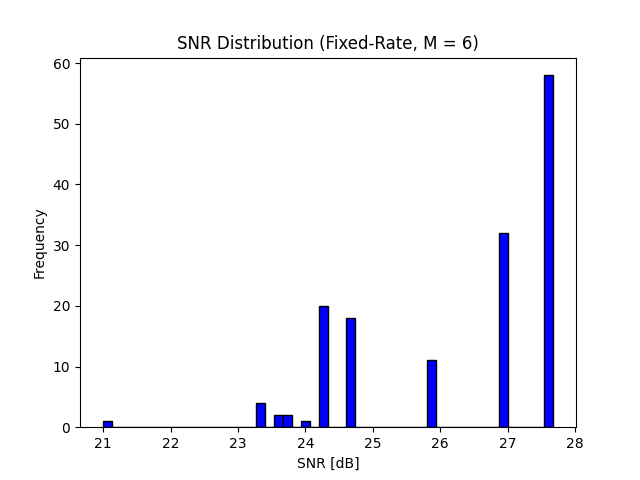 SNR Distribution (Fixed-Rate, M = 6)
60
50
40
30
20
10
0
Frequency
21 22 23 24 25 26 27 28
SNR [dB]